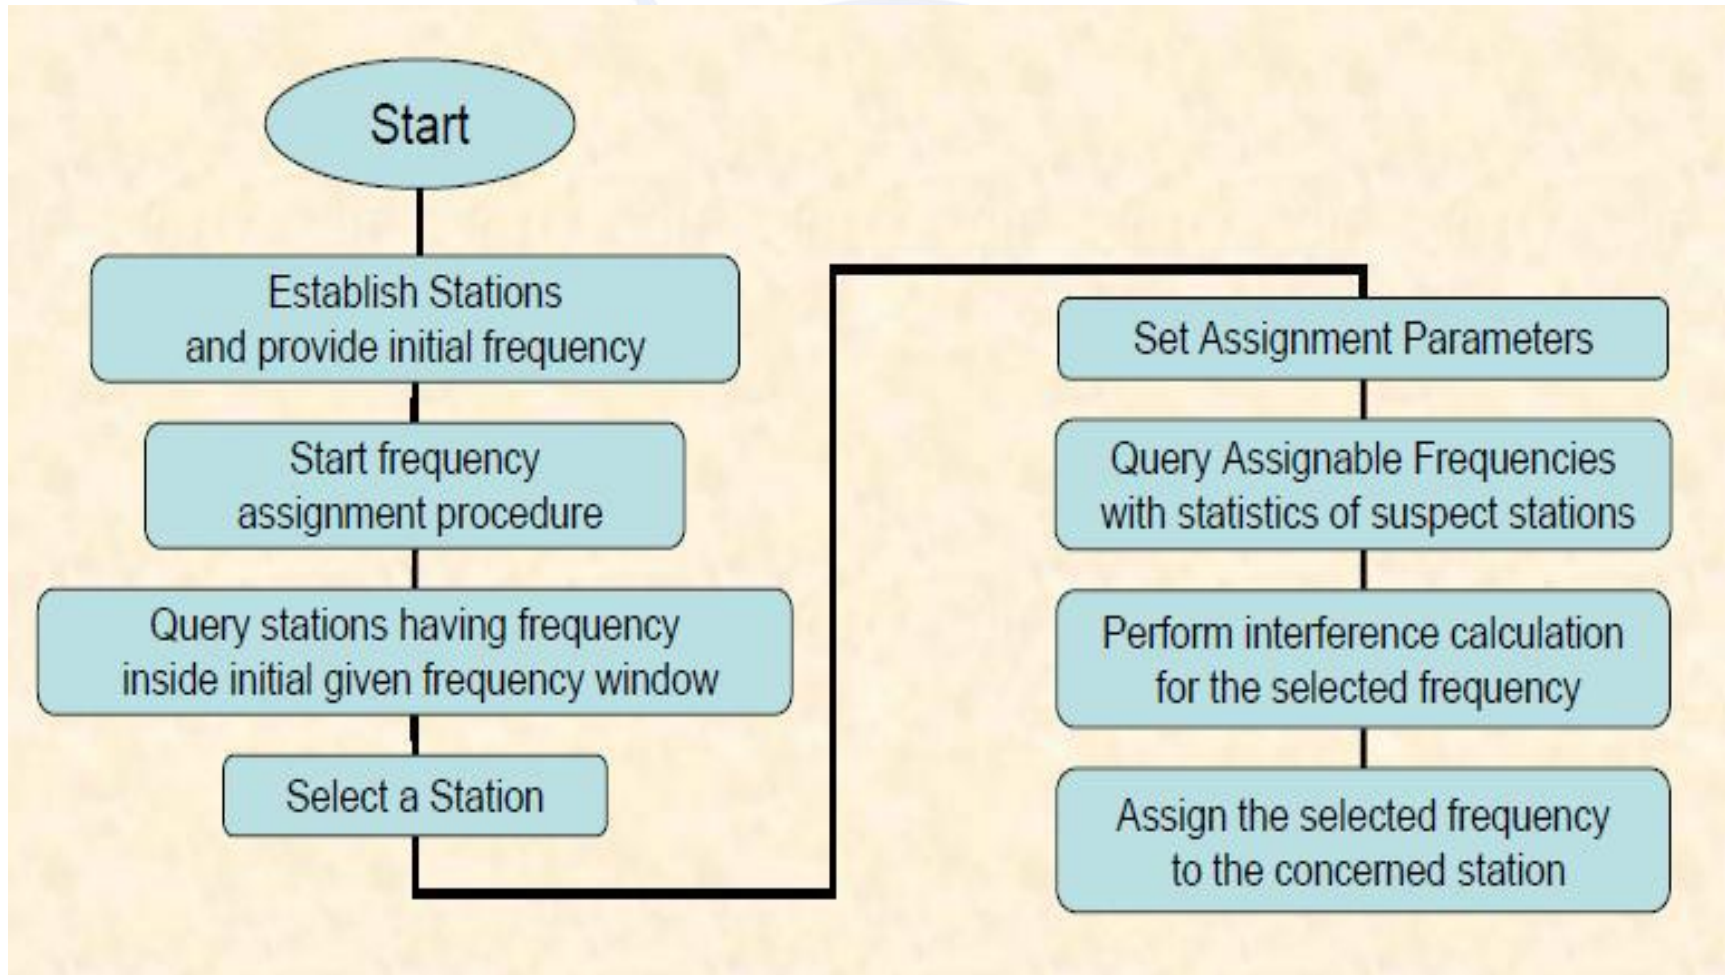 Start
Establish Stations
and provide initial frequency
Start frequency
assignment procedure
Query stations having frequency
inside initial given frequency window
Select a Station
Set Assignment Parameters
Query Assignable Frequencies
with statistics of suspect stations
Perform interference calculation
for the selected frequency
Assign the selected frequency
to the concerned station